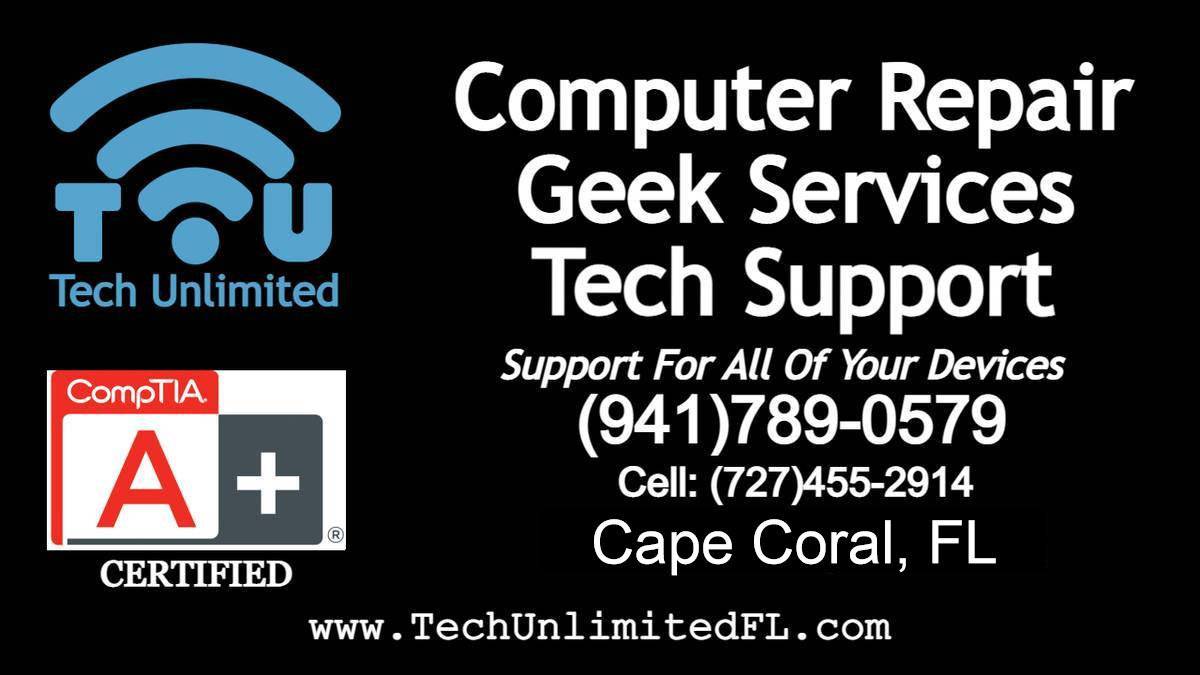 T U
Tech Unlimited
CompTIA.
A+
®
CERTIFIED
Computer Repair
Geek Services
Tech Support
Support For All Of Your Devices
(941)789-0579
Cell: (727)455-2914
Cape Coral, FL
www.TechUnlimitedFL.com